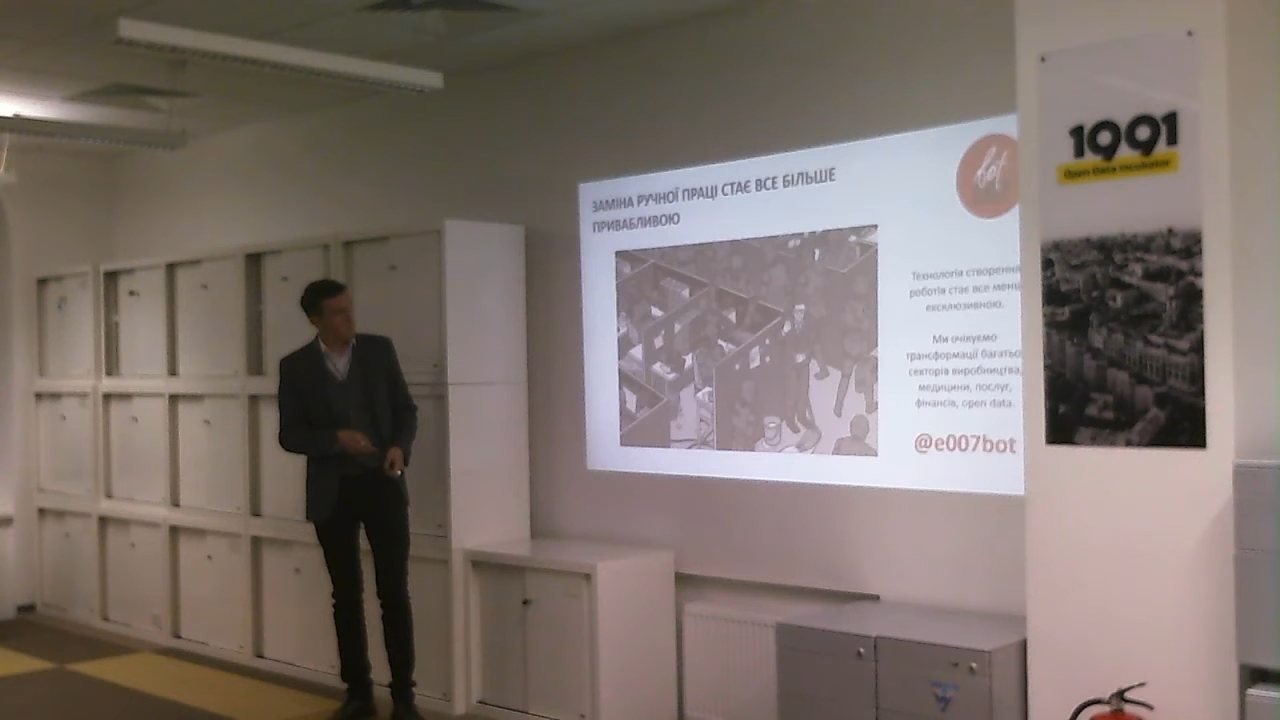 ЗАМІНА РУЧНОЇ ПРАЦІ СТАЄ ВСЕ БІЛЬШЕ
ПРИВАБЛИВОЮ
bot
Технологія створення
роботів стає все менш
ексклюзивною.
Ми очікуємо
трансформації багатьо
секторів виробництва,
медицини, послуг,
фінансів, open data.
@e007bot
1991
Open Data Incubator